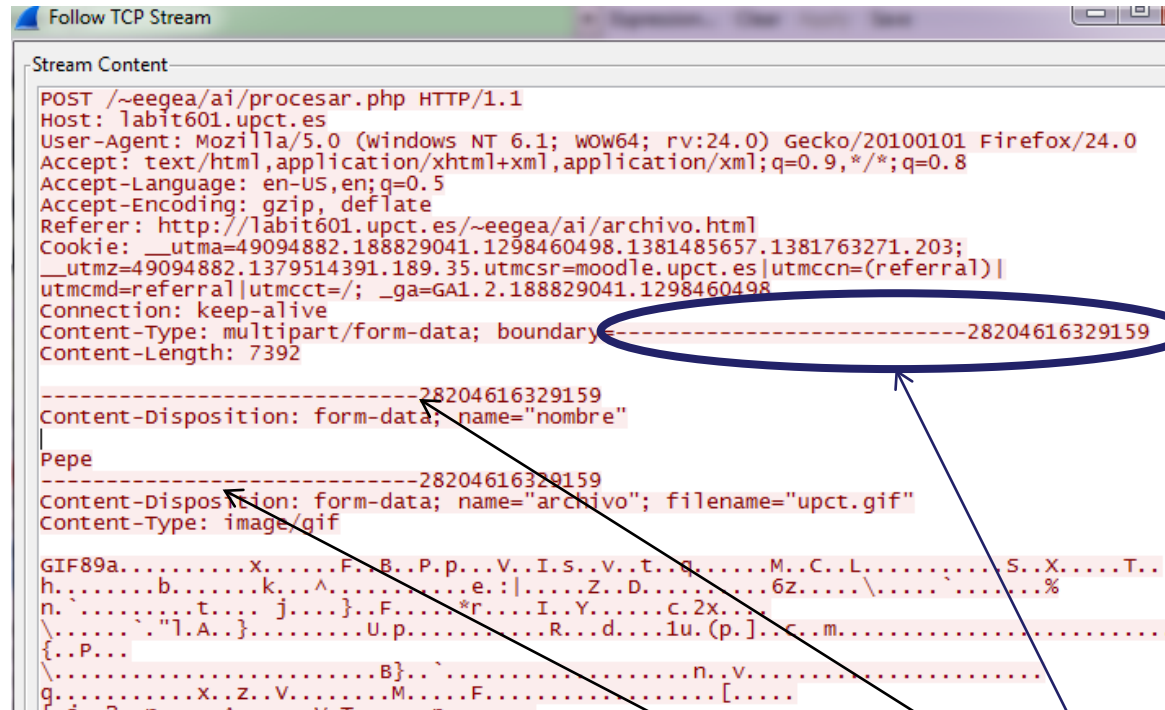 Follow TCP Stream
Stream Content
POST /~eegea/ai/procesar.php HTTP/1.1
Host: labit601.upct.es
User-Agent: Mozilla/5.0 (Windows NT 6.1; WOW64; rv:24.0) Gecko/20100101 Firefox/24.0
Accept: text/html,application/xhtml+xml,application/xml;q=0.9,*/*;q=0.8
Accept-Language: en-US,en;q=0.5
Accept-Encoding: gzip, deflate
Referer: http://labit601.upct.es/~eegea/ai/archivo.html
Cookie: __utma=49094882.188829041.1298460498.1381485657.1381763271.203;
__utmz=49094882.1379514391.189.35.utmcsr=moodle.upct.es|utmccn=(referral)|
utmcmd=referral|utmcct=/; _ga=GA1.2.188829041.1298460498
Connection: keep-alive
Content-Type: multipart/form-data; boundary=---------------------------28204616329159
Content-Length: 7392
-----------------------------28204616329159
Content-Disposition: form-data; name="nombre"
Pepe
-----------------------------28204616329159
Content-Disposition: form-data; name="archivo"; filename="upct.gif"
Content-Type: image/gif
GIF89a..........x......F..B..P.p...V..I.s..v..t..q......M..C..L...........S..X.....T..
h........b.......k...^...........e.:|.....Z..D..........6z.....\.....`.......%
n.`.........t.... j....}..F.....*r....I..Y......c.2x....
\......`."l.A..}.........U.p...........R...d....1u.(p.]..c..m.........................
{..P...
\.........................B}..`...................n..v.......................
q...........x..z..V........M.....F..................[.....